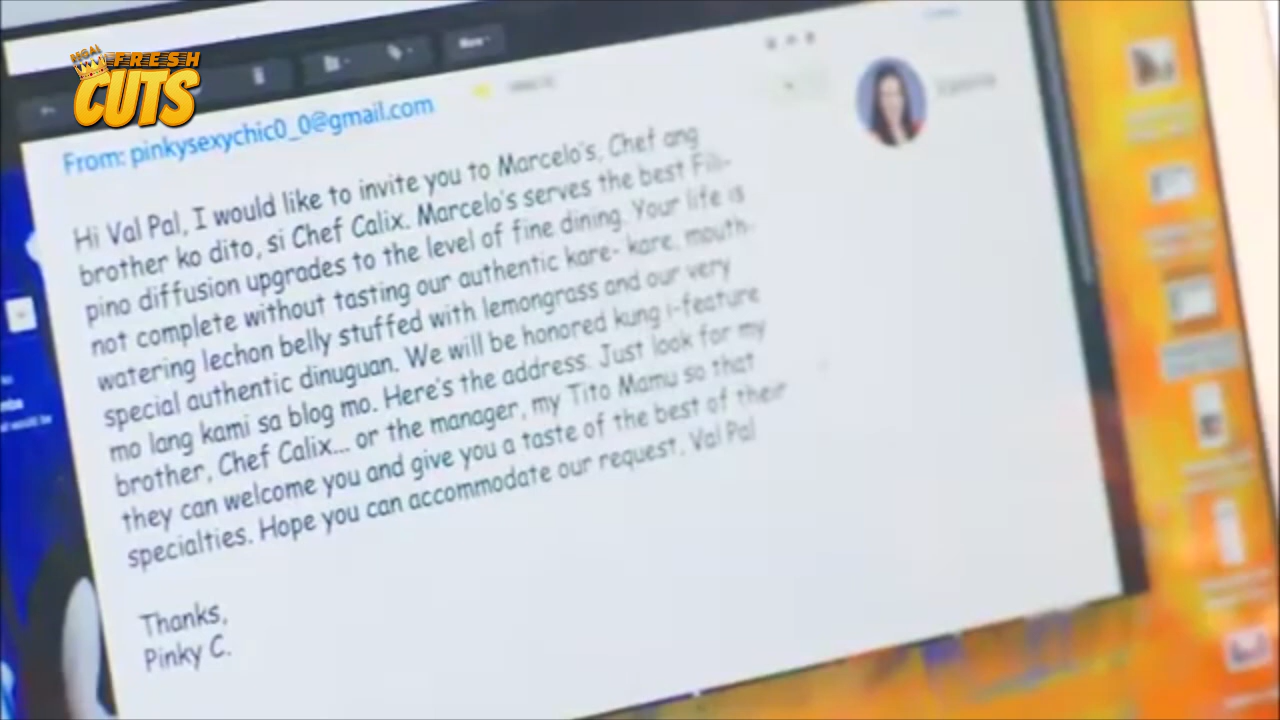 MGA!
FRESH
CUTS
More
From: pinkysexychic0_0@gmail.com
Hi Val Pal, I would like to invite you to Marcelo's, Chef ang
brother ko dito, si Chef Calix. Marcelo's serves the best Fili-
pino diffusion upgrades to the level of fine dining. Your life is
not complete without tasting our authentic kare- kare, mouth-
watering lechon belly stuffed with lemongrass and our very
special authentic dinuguan. We will be honored kung i-feature
mo lang kami sa blog mo. Here's the address. Just look for my
brother, Chef Calix... or the manager, my Tito Mamu so that
they can welcome you and give you a taste of the best of their
specialties. Hope you can accommodate our request, Val Pal
Thanks,
Pinky C.